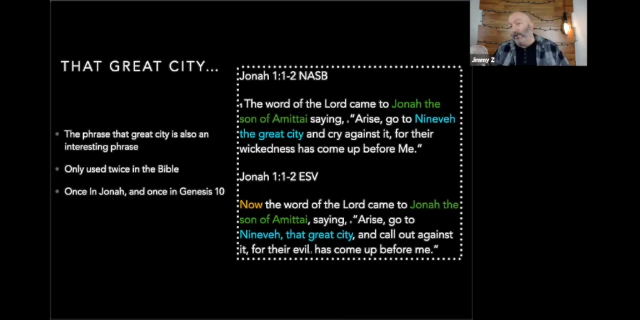 THAT GREAT CITY...
The phrase that great city is also an
interesting phrase
Only used twice in the Bible
Once In Jonah, and once in Genesis 10
Jonah 1:1-2 NASB
The word of the Lord came to Jonah the
son of Amittai saying, “Arise, go to Nineveh
the great city and cry against it, for their
wickedness has come up before Me.”
Jonah 1:1-2 ESV
Now the word of the Lord came to Jonah the
son of Amittai, saying, “Arise, go to
Nineveh, that great city, and call out against
it, for their evil has come up before me.”
Jimmy Z